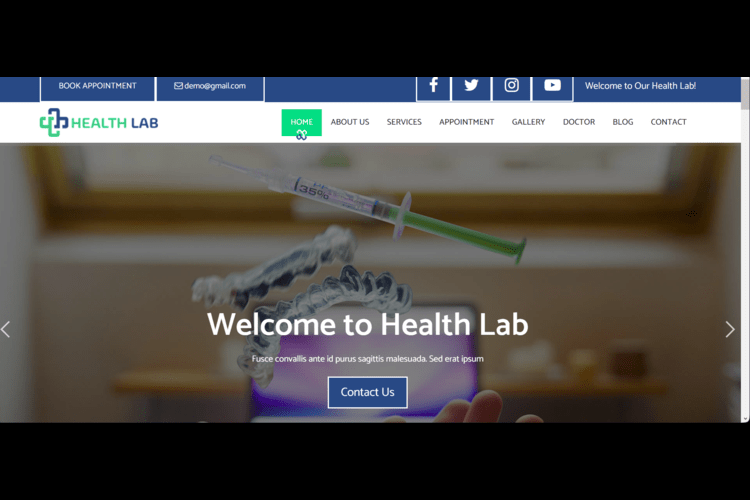 BOOK APPOINTMENT
demo@gmail.com
Welcome to Our Health Lab!
HEALTH LAB
HOME
ABOUT US
SERVICES
APPOINTMENT
GALLERY
DOCTOR
BLOG
CONTACT
35%
Welcome to Health Lab
Fusce convallis ante id purus sagittis malesuada. Sed erat ipsum
Contact Us